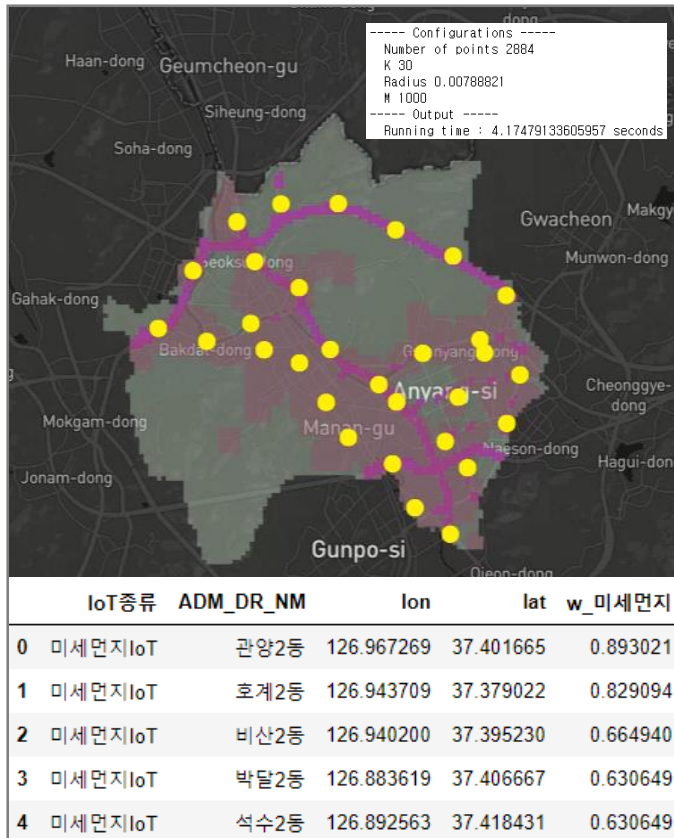 dong
----- Configurations -----
Number of points 2884
K 30
Radius 0.00788821
M 1000
----- Output -----
Running time : 4.17479133605957 seconds
Haan-dong
Geumcheon-gu
Siheung-dong
Soha-dong
Makgy
Gwacheon
Munwon-dong
Gahak-dong
Bakdal-dong
Anyang-si
Cheonggye-
dong
Mokgam-dong
Manan-gu
Naeson-dong
Hagui-don
Jonam-dong
Gunpo-si
IoT종류 ADM_DR_NM lon lat w_미세먼지
0 미세먼지IoT 관양2동 126.967269 37.401665 0.893021
1 미세먼지IoT 호계2동 126.943709 37.379022 0.829094
2 미세먼지IoT 비산2동 126.940200 37.395230 0.664940
3 미세먼지IoT 박달2동 126.883619 37.406667 0.630649
4 미세먼지IoT 석수2동 126.892563 37.418431 0.630649